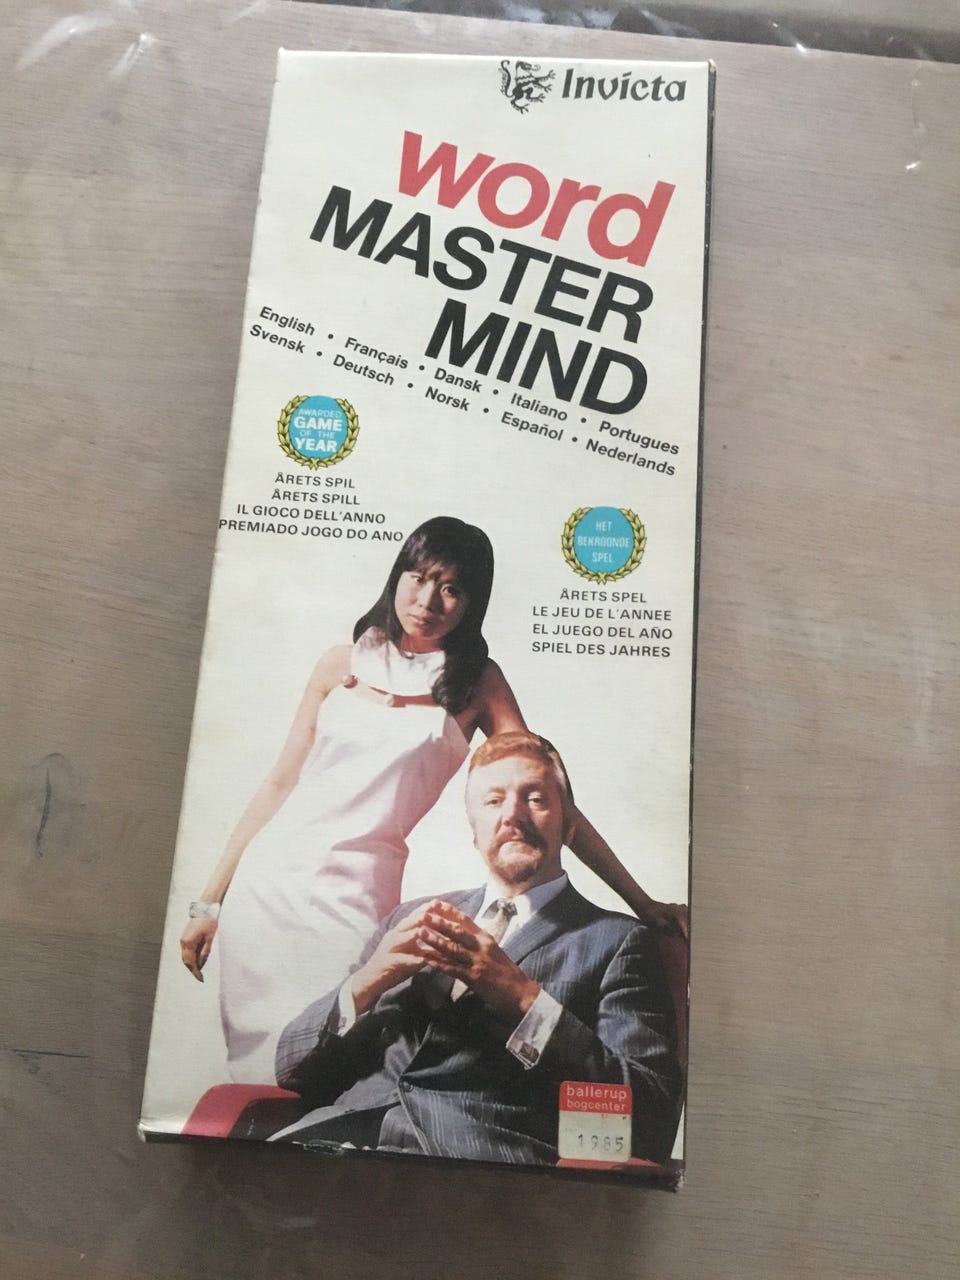 Invicta
word
MASTER
MIND
English • Français • Dansk • Italiano • Portugues
Svensk • Deutsch • Norsk • Español • Nederlands
AWARDED
GAME
OF THE
YEAR
ÅRETS SPIL
ÅRETS SPILL
IL GIOCO DELL'ANNO
PREMIADO JOGO DO ANO
HET
BEKROONDE
SPEL
ÄRETS SPEL
LE JEU DE L'ANNEE
EL JUEGO DEL AÑO
SPIEL DES JAHRES
ballerup
bogcenter
1985